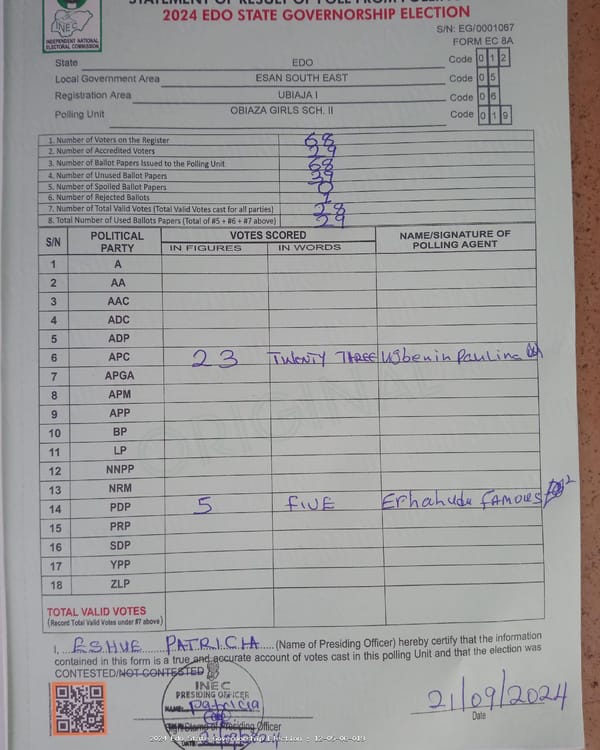 STATEMENT OF RESULT OF POLL FROM POLLING
2024 EDO STATE GOVERNORSHIP ELECTION
INEC
INDEPENDENT NATIONAL
ELECTORAL COMMISSION
S/N: EG/0001067
FORM EC 8A
State EDO Code 0 1 2
Local Government Area ESAN SOUTH EAST Code 0 5
Registration Area UBIAJA I Code 0 6
Polling Unit OBIAZA GIRLS SCH. II Code 0 1 9
1. Number of Voters on the Register 68
2. Number of Accredited Voters 29
3. Number of Ballot Papers Issued to the Polling Unit 68
4. Number of Unused Ballot Papers 39
5. Number of Spoiled Ballot Papers 0
6. Number of Rejected Ballots 1
7. Number of Total Valid Votes (Total Valid Votes cast for all parties) 28
8. Total Number of Used Ballots Papers (Total of #5 + #6 + #7 above) 29
S/N POLITICAL PARTY VOTES SCORED NAME/SIGNATURE OF POLLING AGENT
IN FIGURES IN WORDS
1 A
2 AA
3 AAC
4 ADC
5 ADP
6 APC 23 TWENTY THREE Ujbenin Paulina
7 APGA
8 APM
9 APP
10 BP
11 LP
12 NNPP
13 NRM
14 PDP 5 FIVE Erhahudu FAMOUS
15 PRP
16 SDP
17 YPP
18 ZLP
ORIGINAL
TOTAL VALID VOTES
(Record Total Valid Votes under #7 above)
I, ESHUE PATRICIA (Name of Presiding Officer) hereby certify that the information
contained in this form is a true and accurate account of votes cast in this polling Unit and that the election was
CONTESTED/NOT CONTESTED
INEC
PRESIDING OFFICER
NAME: Patricia
Presiding Officer
21/09/2024
Date
2024 Edo State Governorship Election : 12-05-06-019